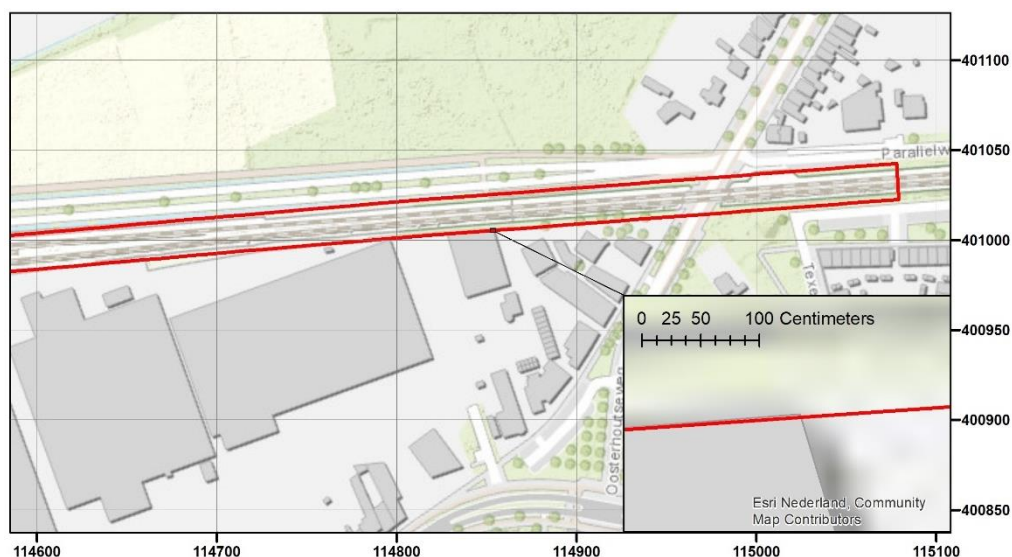 401100
Parallelw
401050
401000
Texe
400950
0 25 50 100 Centimeters
Oosterhoutseweg
400900
Esri Nederland, Community
Map Contributors
400850
114600 114700 114800 114900 115000 115100